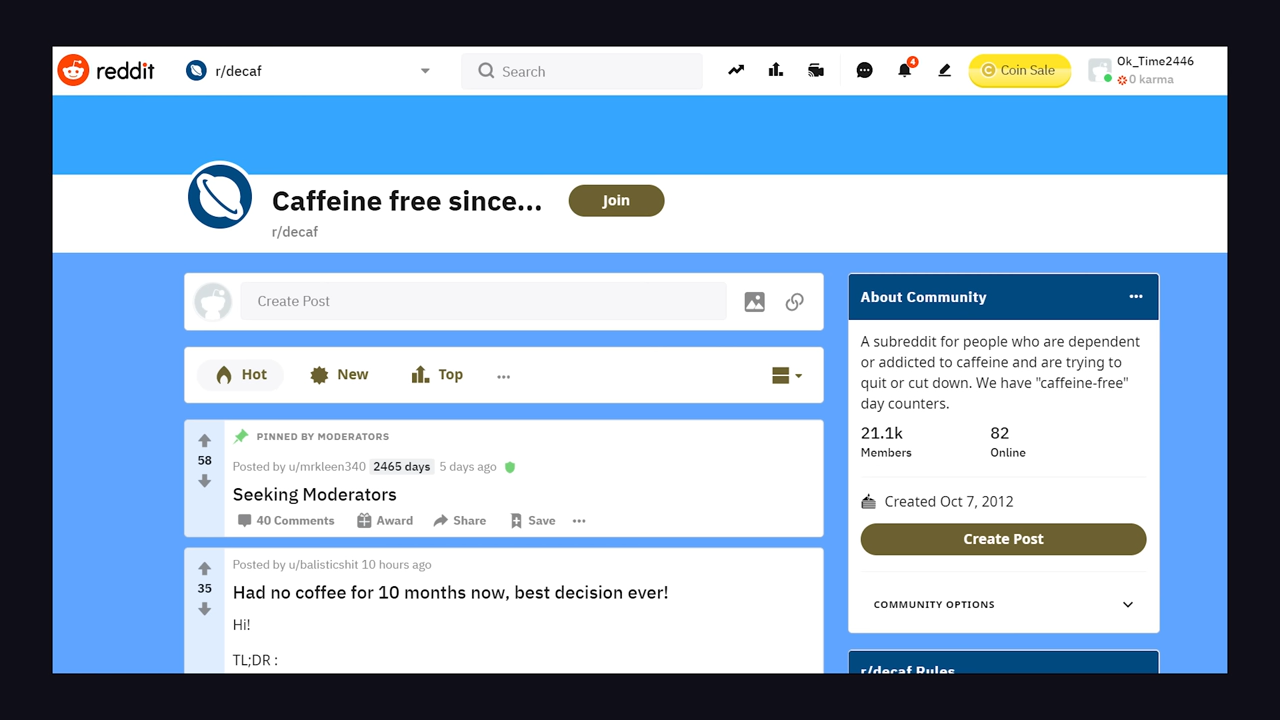 reddit
r/decaf
Search
4
Coin Sale
Ok_Time2446
0 karma
Caffeine free since...
Join
r/decaf
Create Post
Hot
New
Top
PINNED BY MODERATORS
58
Posted by u/mrkleen340 2465 days 5 days ago
Seeking Moderators
40 Comments
Award
Share
Save
Posted by u/balisticshit 10 hours ago
35
Had no coffee for 10 months now, best decision ever!
Hi!
TL;DR :
About Community
A subreddit for people who are dependent
or addicted to caffeine and are trying to
quit or cut down. We have "caffeine-free"
day counters.
21.1k
Members
82
Online
Created Oct 7, 2012
Create Post
COMMUNITY OPTIONS
r/decaf Rules